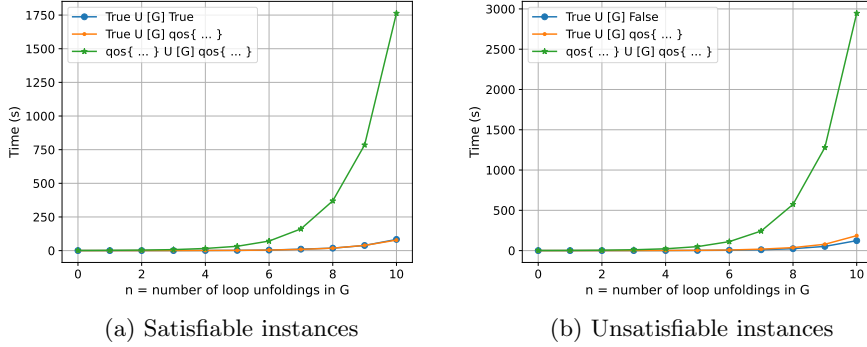 True U [G] True
True U [G] qos{ ... }
qos{ ... } U [G] qos{ ... }
1750
1500
1250
1000
750
500
250
0
Time (s)
0 2 4 6 8 10
n = number of loop unfoldings in G
(a) Satisfiable instances
True U [G] False
True U [G] qos{ ... }
qos{ ... } U [G] qos{ ... }
3000
2500
2000
1500
1000
500
0
Time (s)
0 2 4 6 8 10
n = number of loop unfoldings in G
(b) Unsatisfiable instances